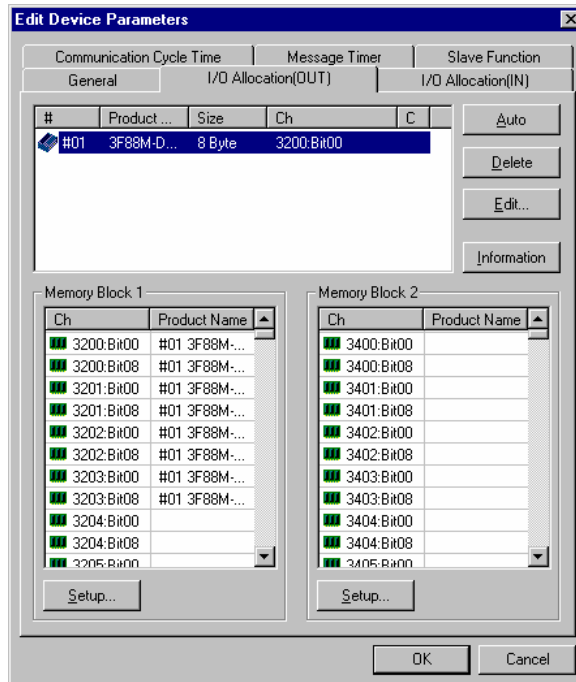 Edit Device Parameters
Communication Cycle Time Message Timer Slave Function
General I/O Allocation(OUT) I/O Allocation(IN)
# Product ... Size Ch C
#01 3F88M-D... 8 Byte 3200:Bit00
Auto
Delete
Edit...
Information
Memory Block 1
Ch Product Name
3200:Bit00 #01 3F88M-...
3200:Bit08 #01 3F88M-...
3201:Bit00 #01 3F88M-...
3201:Bit08 #01 3F88M-...
3202:Bit00 #01 3F88M-...
3202:Bit08 #01 3F88M-...
3203:Bit00 #01 3F88M-...
3203:Bit08 #01 3F88M-...
3204:Bit00
3204:Bit08
3205:Bit00
Setup...
Memory Block 2
Ch Product Name
3400:Bit00
3400:Bit08
3401:Bit00
3401:Bit08
3402:Bit00
3402:Bit08
3403:Bit00
3403:Bit08
3404:Bit00
3404:Bit08
3405:Bit00
Setup...
OK Cancel